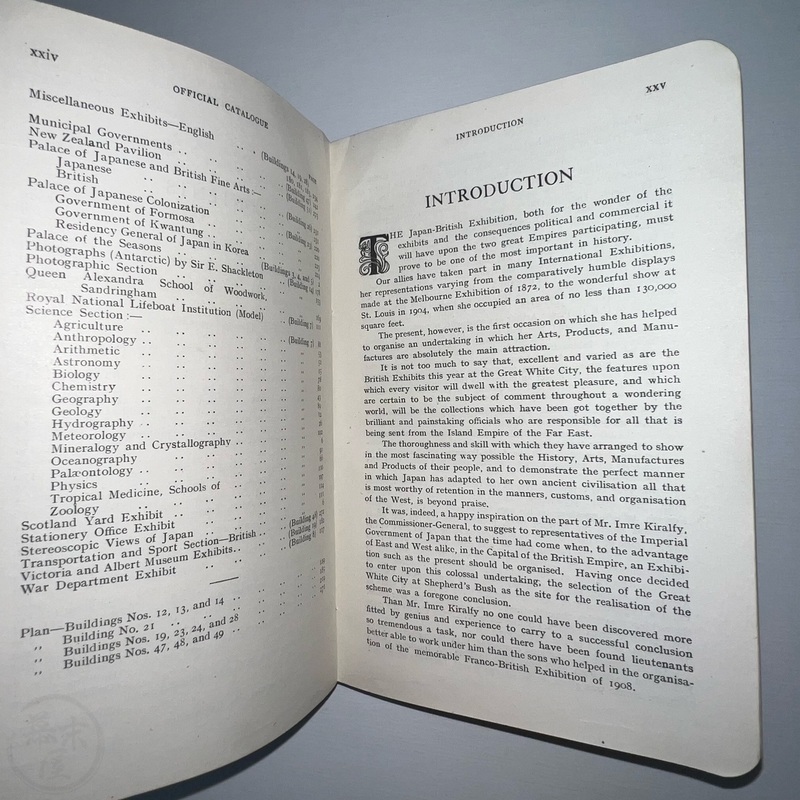 xxiv
OFFICIAL CATALOGUE
Miscellaneous Exhibits—English
Municipal Governments
New Zealand Pavilion
Palace of Japanese and British Fine Arts:—
Japanese
British
Palace of Japanese Colonization
Government of Formosa
Government of Kwantung
Residency General of Japan in Korea
Palace of the Seasons
Photographs (Antarctic) by Sir E. Shackleton
Photographic Section
Queen Alexandra School of Woodwork,
Sandringham
Royal National Lifeboat Institution (Model)
Science Section:—
Agriculture
Anthropology
Arithmetic
Astronomy
Biology
Chemistry
Geography
Geology
Hydrography
Meteorology
Mineralogy and Crystallography
Oceanography
Palæontology
Physics
Tropical Medicine, Schools of
Zoology
Scotland Yard Exhibit
Stationery Office Exhibit
Stereoscopic Views of Japan
Transportation and Sport Section—British
Victoria and Albert Museum Exhibits
War Department Exhibit
Plan—Buildings Nos. 12, 13, and 14
„ Building No. 21
„ Buildings Nos. 19, 23, 24, and 28
„ Buildings Nos. 47, 48, and 49
INTRODUCTION
xxv
INTRODUCTION
THE Japan-British Exhibition, both for the wonder of the
exhibits and the consequences political and commercial it
will have upon the two great Empires participating, must
prove to be one of the most important in history.
Our allies have taken part in many International Exhibitions,
her representations varying from the comparatively humble displays
made at the Melbourne Exhibition of 1872, to the wonderful show at
St. Louis in 1904, when she occupied an area of no less than 130,000
square feet.
The present, however, is the first occasion on which she has helped
to organise an undertaking in which her Arts, Products, and Manu-
factures are absolutely the main attraction.
It is not too much to say that, excellent and varied as are the
British Exhibits this year at the Great White City, the features upon
which every visitor will dwell with the greatest pleasure, and which
are certain to be the subject of comment throughout a wondering
world, will be the collections which have been got together by the
brilliant and painstaking officials who are responsible for all that is
being sent from the Island Empire of the Far East.
The thoroughness and skill with which they have arranged to show
in the most fascinating way possible the History, Arts, Manufactures
and Products of their people, and to demonstrate the perfect manner
in which Japan has adapted to her own ancient civilisation all that
is most worthy of retention in the manners, customs, and organisation
of the West, is beyond praise.
It was, indeed, a happy inspiration on the part of Mr. Imre Kiralfy,
the Commissioner-General, to suggest to representatives of the Imperial
Government of Japan that the time had come when, to the advantage
of East and West alike, in the Capital of the British Empire, an Exhibi-
tion such as the present should be organised. Having once decided
to enter upon this colossal undertaking, the selection of the Great
White City at Shepherd's Bush as the site for the realisation of the
scheme was a foregone conclusion.
Than Mr. Imre Kiralfy no one could have been discovered more
fitted by genius and experience to carry to a successful conclusion
so tremendous a task, nor could there have been found lieutenants
better able to work under him than the sons who helped in the organisa-
tion of the memorable Franco-British Exhibition of 1908.